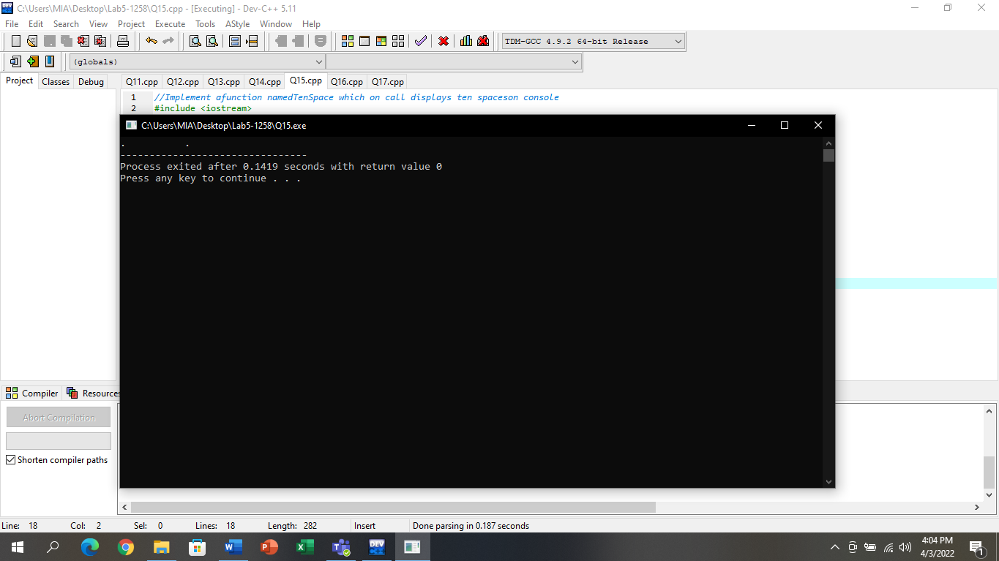 C:\Users\MIA\Desktop\Lab5-1258\Q15.cpp - [Executing] - Dev-C++ 5.11
File Edit Search View Project Execute Tools AStyle Window Help
TDM-GCC 4.9.2 64-bit Release
(globals)
Project Classes Debug Q11.cpp Q12.cpp Q13.cpp Q14.cpp Q15.cpp Q16.cpp Q17.cpp
1 //Implement afunction namedTenSpace which on call displays ten spaceson console
2 #include <iostream>
C:\Users\MIA\Desktop\Lab5-1258\Q15.exe
.          .
--------------------------------
Process exited after 0.1419 seconds with return value 0
Press any key to continue . . .
Compiler Resources
Abort Compilation
Shorten compiler paths
Line: 18 Col: 2 Sel: 0 Lines: 18 Length: 282 Insert Done parsing in 0.187 seconds
DEV
4:04 PM
4/3/2022
1